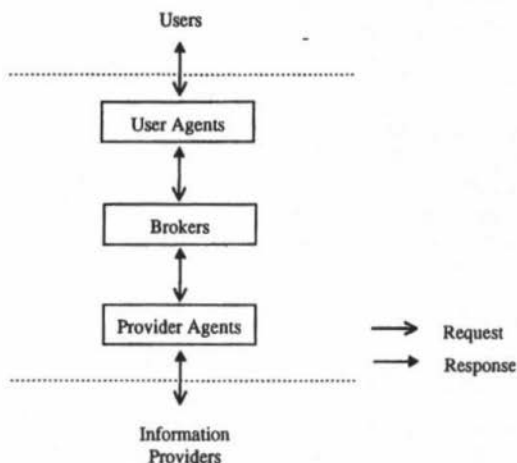 Users
User Agents
Brokers
Provider Agents
Request
Response
Information
Providers